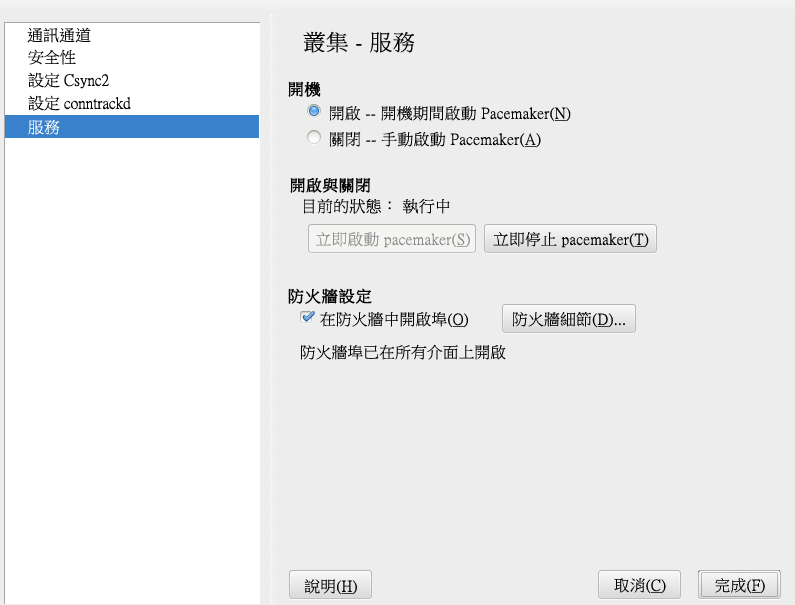 通訊通道
安全性
設定 Csync2
設定 conntrackd
服務
叢集 - 服務
開機
開啟 -- 開機期間啟動 Pacemaker(N)
關閉 -- 手動啟動 Pacemaker(A)
開啟與關閉
目前的狀態： 執行中
立即啟動 pacemaker(S) 立即停止 pacemaker(T)
防火牆設定
在防火牆中開啟埠(O) 防火牆細節(D)...
防火牆埠已在所有介面上開啟
說明(H) 取消(C) 完成(F)